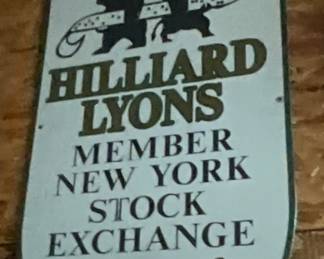 HILLIARD
LYONS
MEMBER
NEW YORK
STOCK
EXCHANGE